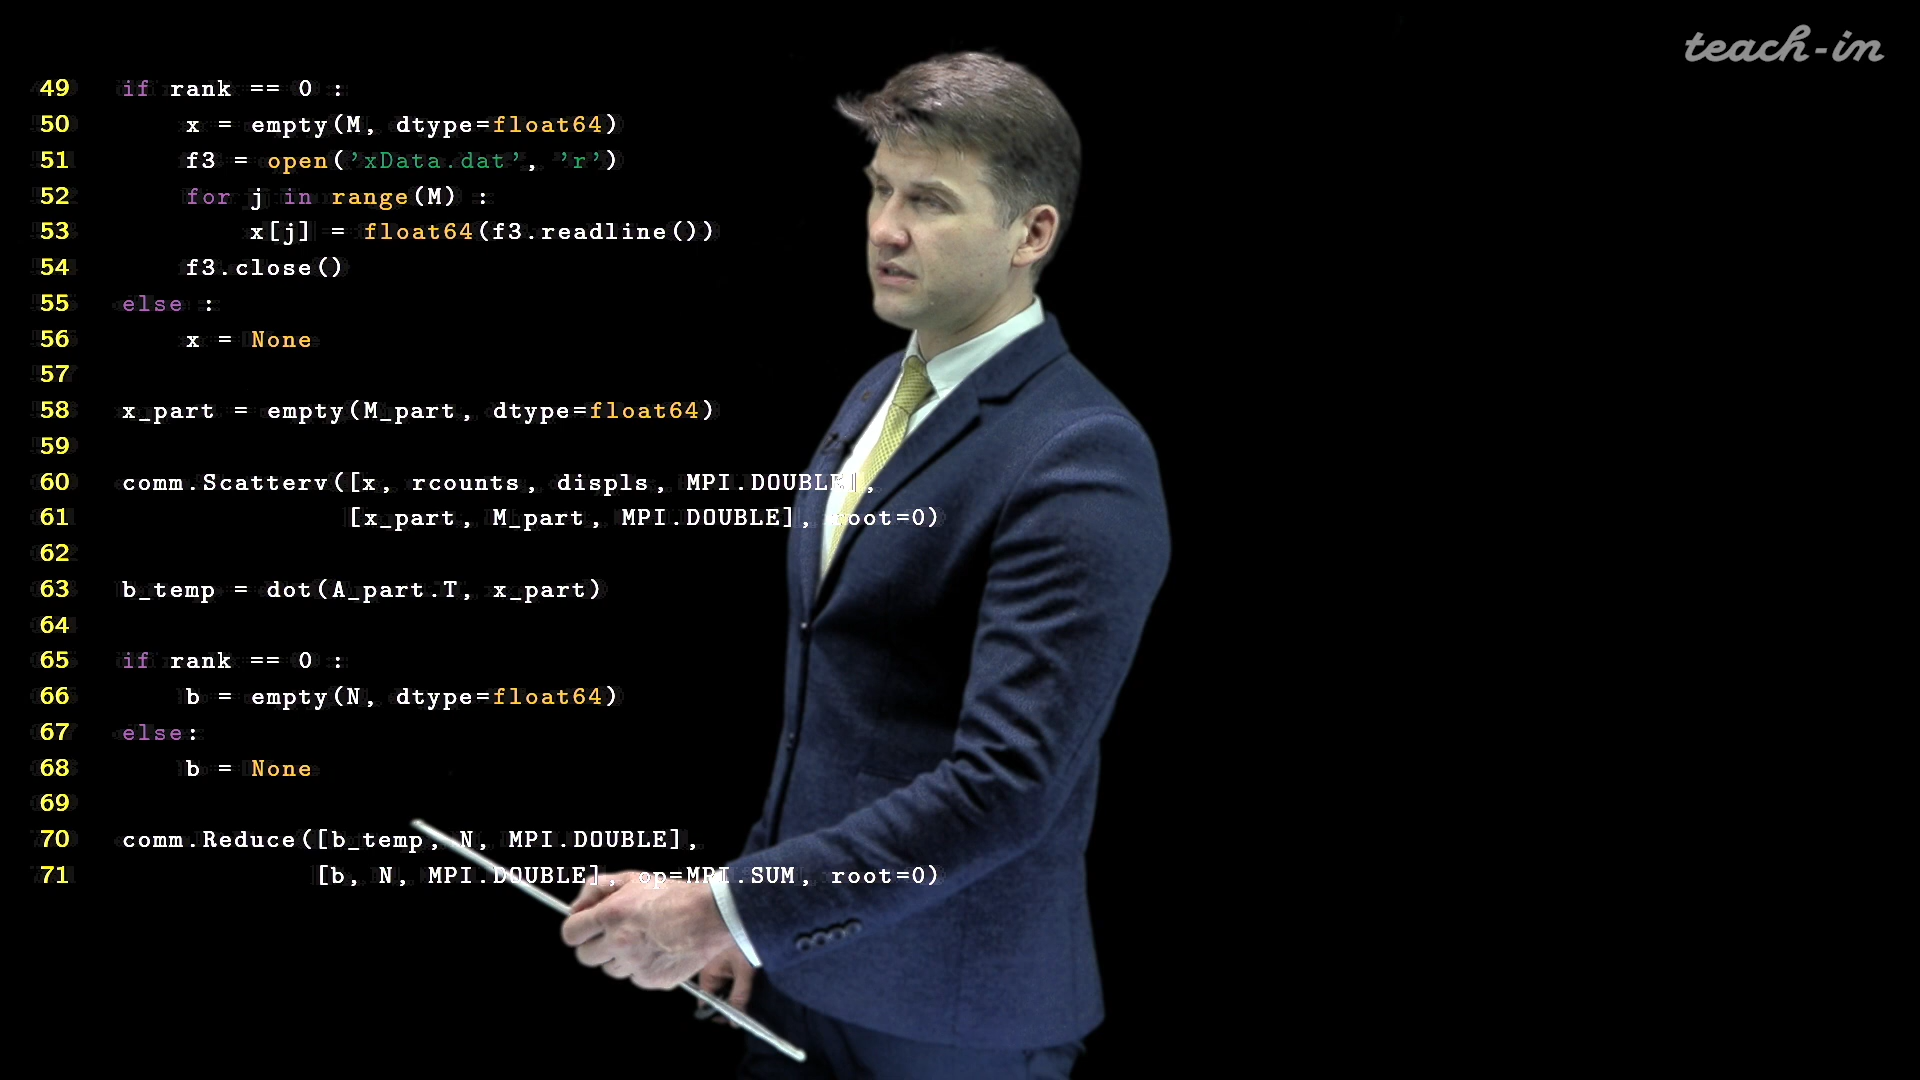 teach-in
49 if rank == 0 :
50     x = empty(M, dtype=float64)
51     f3 = open('xData.dat', 'r')
52     for j in range(M) :
53         x[j] = float64(f3.readline())
54     f3.close()
55 else :
56     x = None
57
58 x_part = empty(M_part, dtype=float64)
59
60 comm.Scatterv([x, rcounts, displs, MPI.DOUBLE],
61               [x_part, M_part, MPI.DOUBLE], root=0)
62
63 b_temp = dot(A_part.T, x_part)
64
65 if rank == 0 :
66     b = empty(N, dtype=float64)
67 else:
68     b = None
69
70 comm.Reduce([b_temp, N, MPI.DOUBLE],
71             [b, N, MPI.DOUBLE], op=MPI.SUM, root=0)